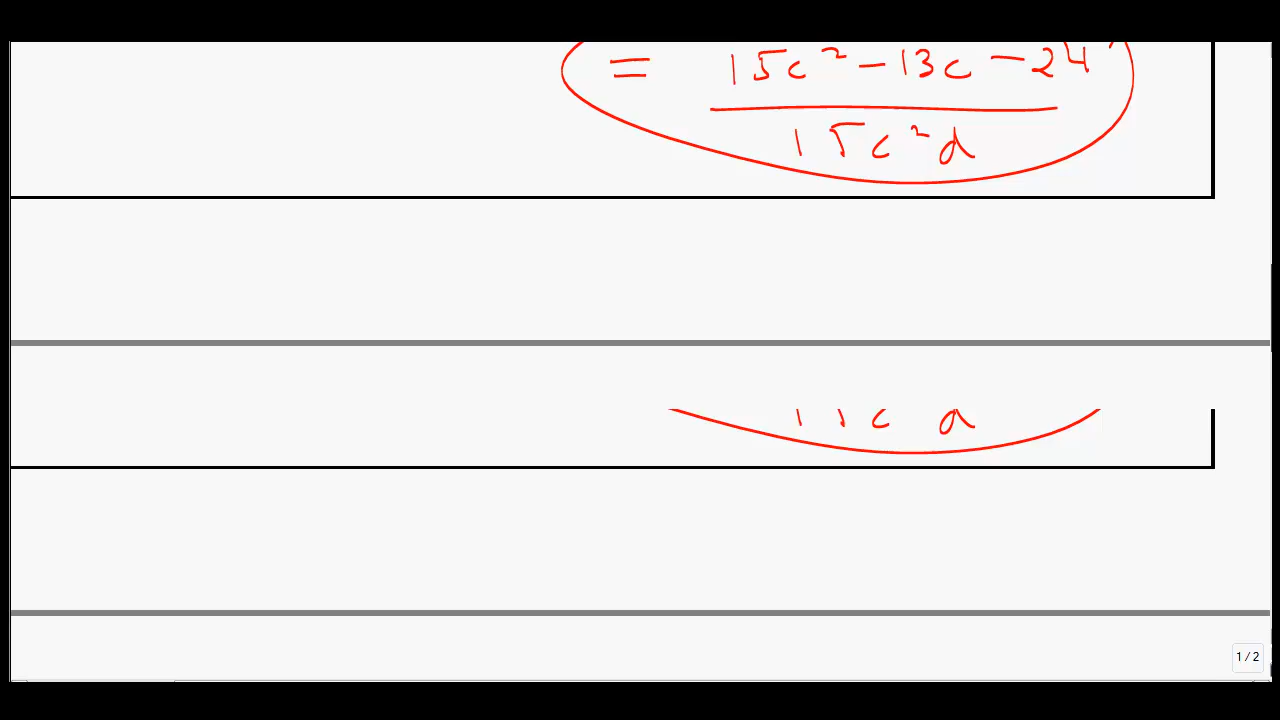 = 15c² - 13c - 24
15c²d
1/2